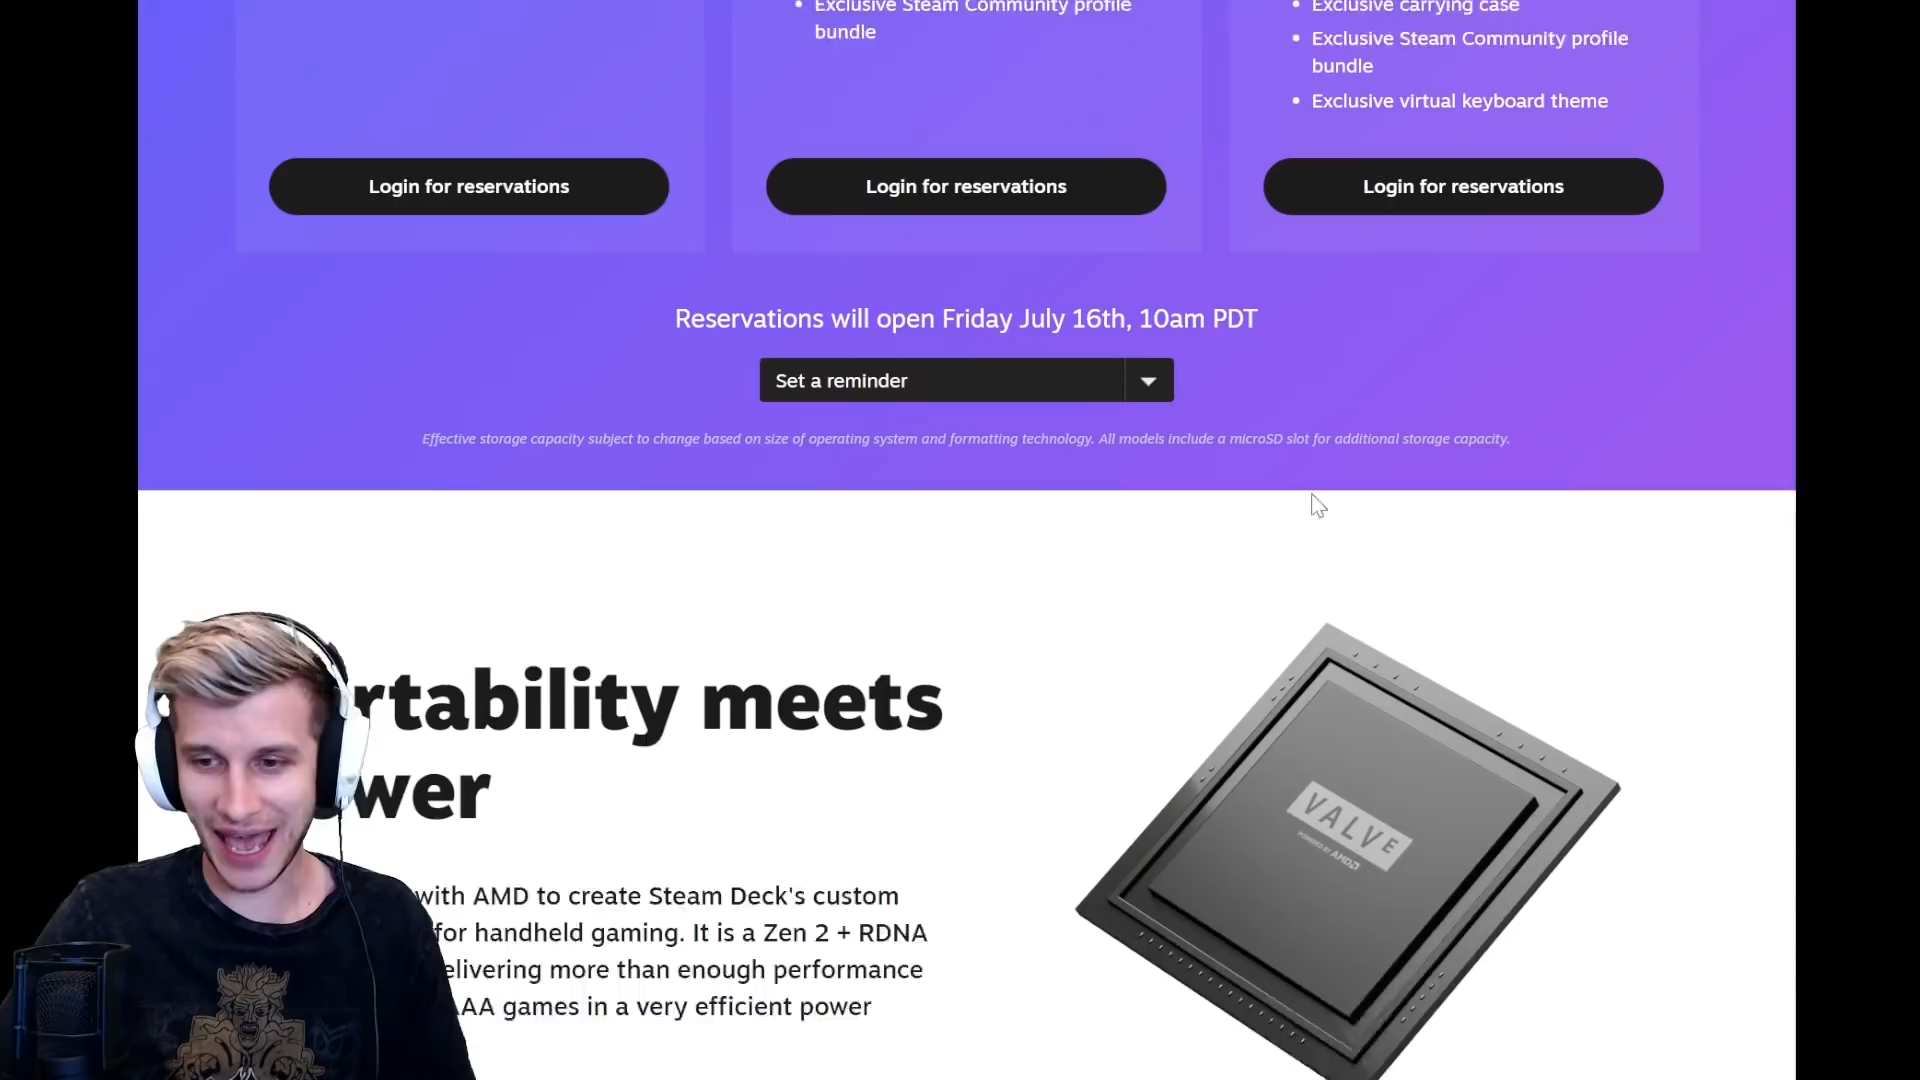 Exclusive Steam Community profile
bundle
Exclusive carrying case
Exclusive Steam Community profile
bundle
Exclusive virtual keyboard theme
Login for reservations
Login for reservations
Login for reservations
Reservations will open Friday July 16th, 10am PDT
Set a reminder
Effective storage capacity subject to change based on size of operating system and formatting technology. All models include a microSD slot for additional storage capacity.
rtability meets
wer
with AMD to create Steam Deck's custom
for handheld gaming. It is a Zen 2 + RDNA
elivering more than enough performance
AAA games in a very efficient power
VALVE
POWERED BY AMD